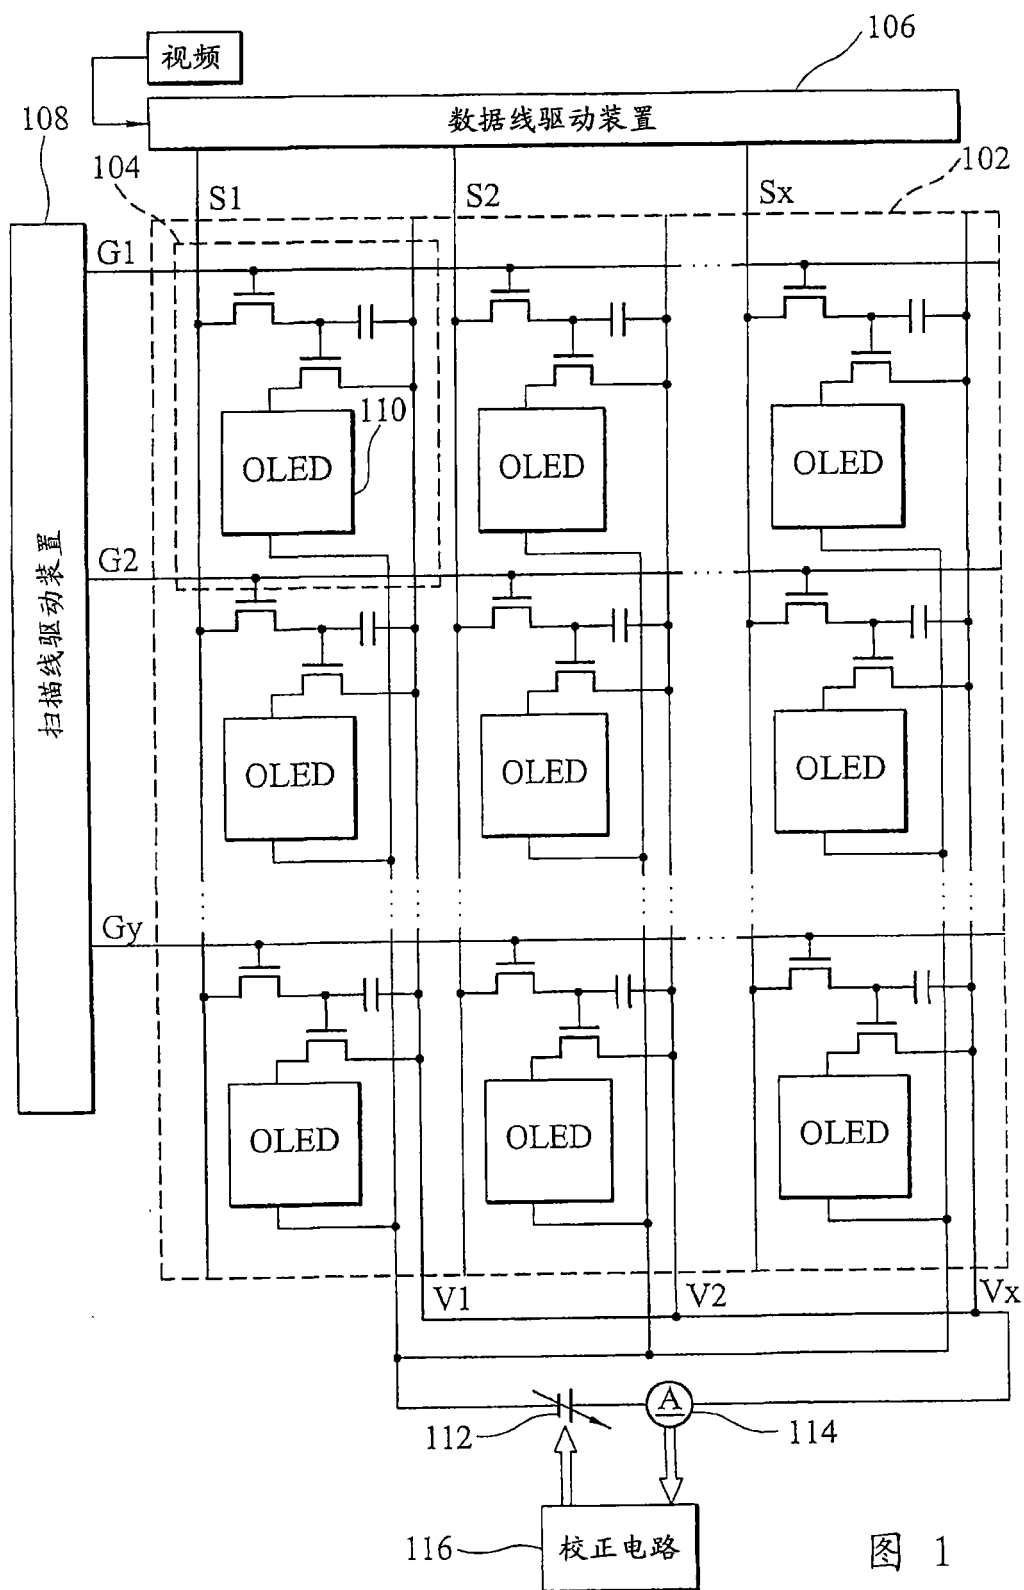 106
视频
数据线驱动装置
108
104
102
S1
S2
Sx
G1
110
OLED
OLED
OLED
G2
扫描线驱动装置
OLED
OLED
OLED
Gy
OLED
OLED
OLED
V1
V2
Vx
A
112
114
116
校正电路
图 1